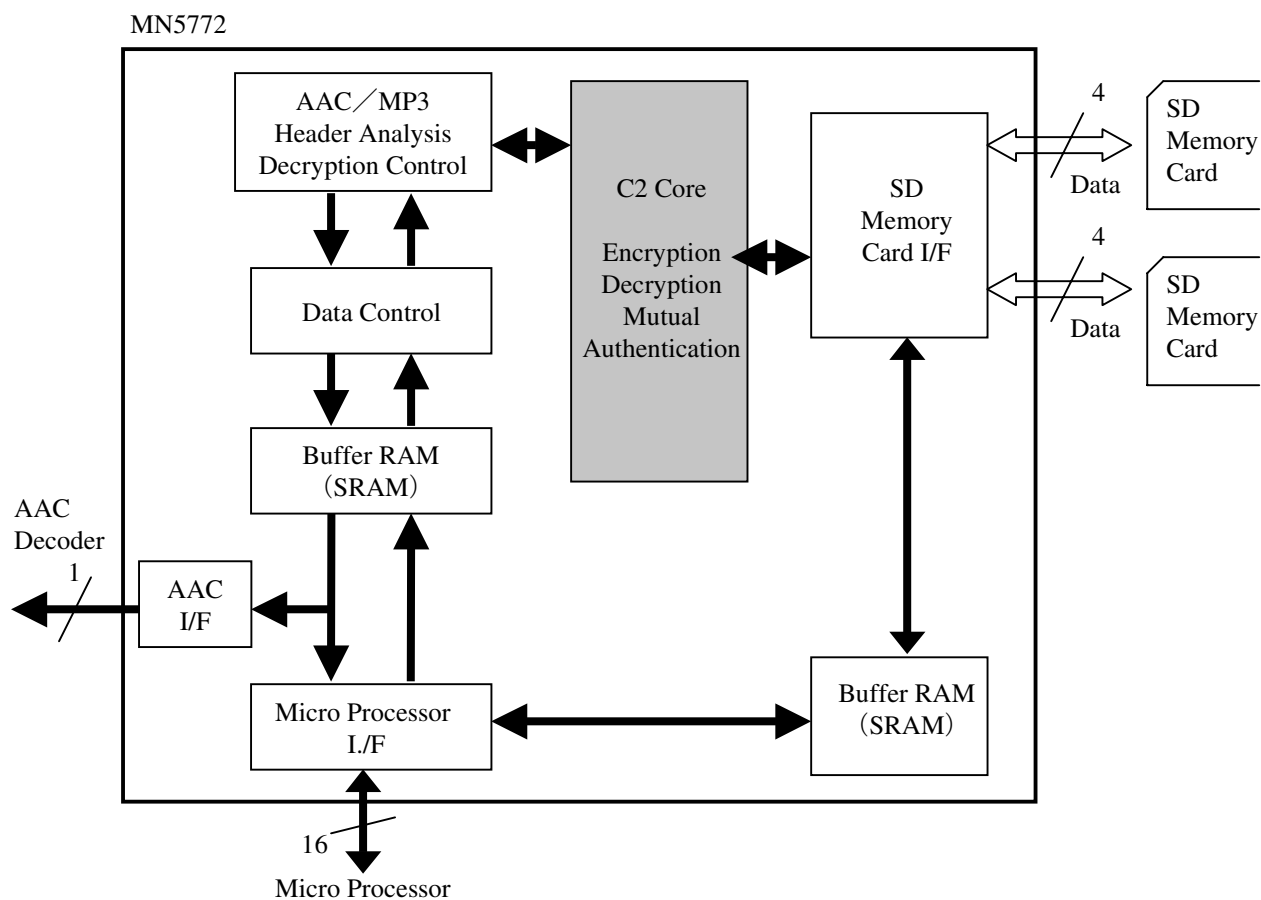 MN5772
AAC／MP3
Header Analysis
Decryption Control
C2 Core
Encryption
Decryption
Mutual
Authentication
SD
Memory
Card I/F
4
Data
SD
Memory
Card
4
Data
SD
Memory
Card
Data Control
Buffer RAM
（SRAM）
AAC
Decoder
1
AAC
I/F
Micro Processor
I./F
Buffer RAM
（SRAM）
16
Micro Processor